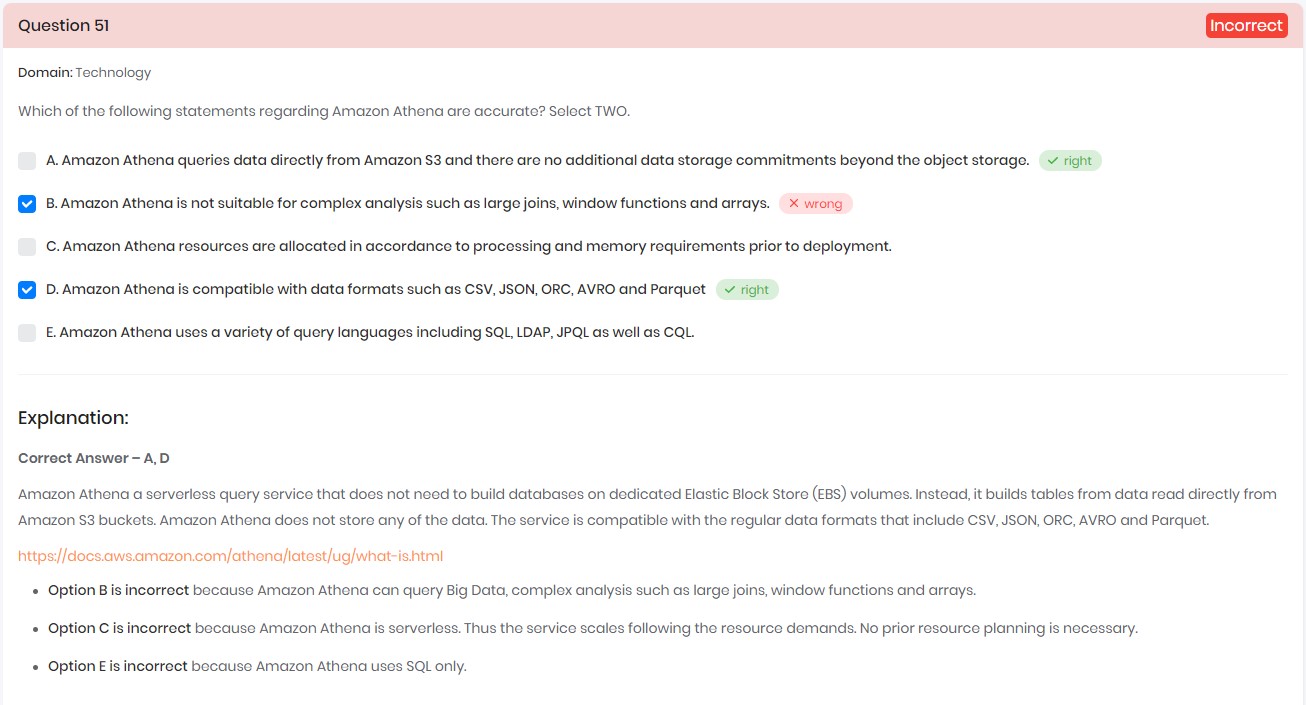 Question 51
Incorrect
Domain: Technology
Which of the following statements regarding Amazon Athena are accurate? Select TWO.
A. Amazon Athena queries data directly from Amazon S3 and there are no additional data storage commitments beyond the object storage.
right
B. Amazon Athena is not suitable for complex analysis such as large joins, window functions and arrays.
wrong
C. Amazon Athena resources are allocated in accordance to processing and memory requirements prior to deployment.
D. Amazon Athena is compatible with data formats such as CSV, JSON, ORC, AVRO and Parquet
right
E. Amazon Athena uses a variety of query languages including SQL, LDAP, JPQL as well as CQL.
Explanation:
Correct Answer – A, D
Amazon Athena a serverless query service that does not need to build databases on dedicated Elastic Block Store (EBS) volumes. Instead, it builds tables from data read directly from
Amazon S3 buckets. Amazon Athena does not store any of the data. The service is compatible with the regular data formats that include CSV, JSON, ORC, AVRO and Parquet.
https://docs.aws.amazon.com/athena/latest/ug/what-is.html
Option B is incorrect because Amazon Athena can query Big Data, complex analysis such as large joins, window functions and arrays.
Option C is incorrect because Amazon Athena is serverless. Thus the service scales following the resource demands. No prior resource planning is necessary.
Option E is incorrect because Amazon Athena uses SQL only.